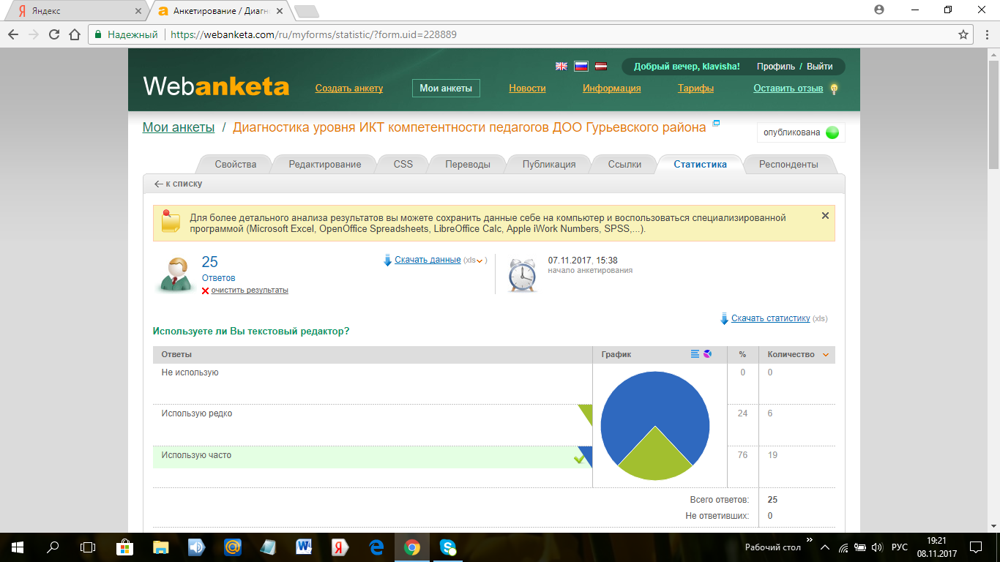 Яндекс
Анкетирование / Диагн
Надежный
https://webanketa.com/ru/myforms/statistic/?form.uid=228889
Добрый вечер, klavisha! Профиль / Выйти
Webanketa
Создать анкету Мои анкеты Новости Информация Тарифы Оставить отзыв
Мои анкеты / Диагностика уровня ИКТ компетентности педагогов ДОО Гурьевского района
опубликована
Свойства Редактирование CSS Переводы Публикация Ссылки Статистика Респонденты
к списку
Для более детального анализа результатов вы можете сохранить данные себе на компьютер и воспользоваться специализированной
программой (Microsoft Excel, OpenOffice Spreadsheets, LibreOffice Calc, Apple iWork Numbers, SPSS,...).
25
Ответов
очистить результаты
Скачать данные (xls)
07.11.2017, 15:38
начало анкетирования
Скачать статистику (xls)
Используете ли Вы текстовый редактор?
Ответы График % Количество
Не использую 0 0
Использую редко 24 6
Использую часто 76 19
Всего ответов: 25
Не ответивших: 0
Рабочий стол
РУС
19:21
08.11.2017